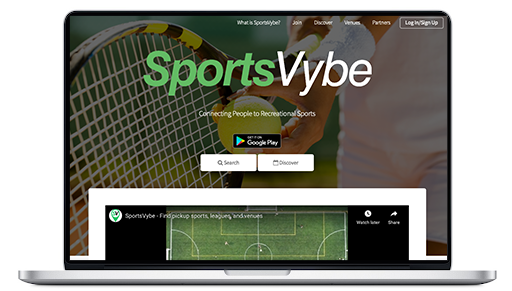 What is SportsVybe? Join Discover Venues Partners Log In/Sign Up
SportsVybe
Connecting People to Recreational Sports
GET IT ON
Google Play
Search Discover
SportsVybe - Find pickup sports, leagues, and venues
Watch later Share